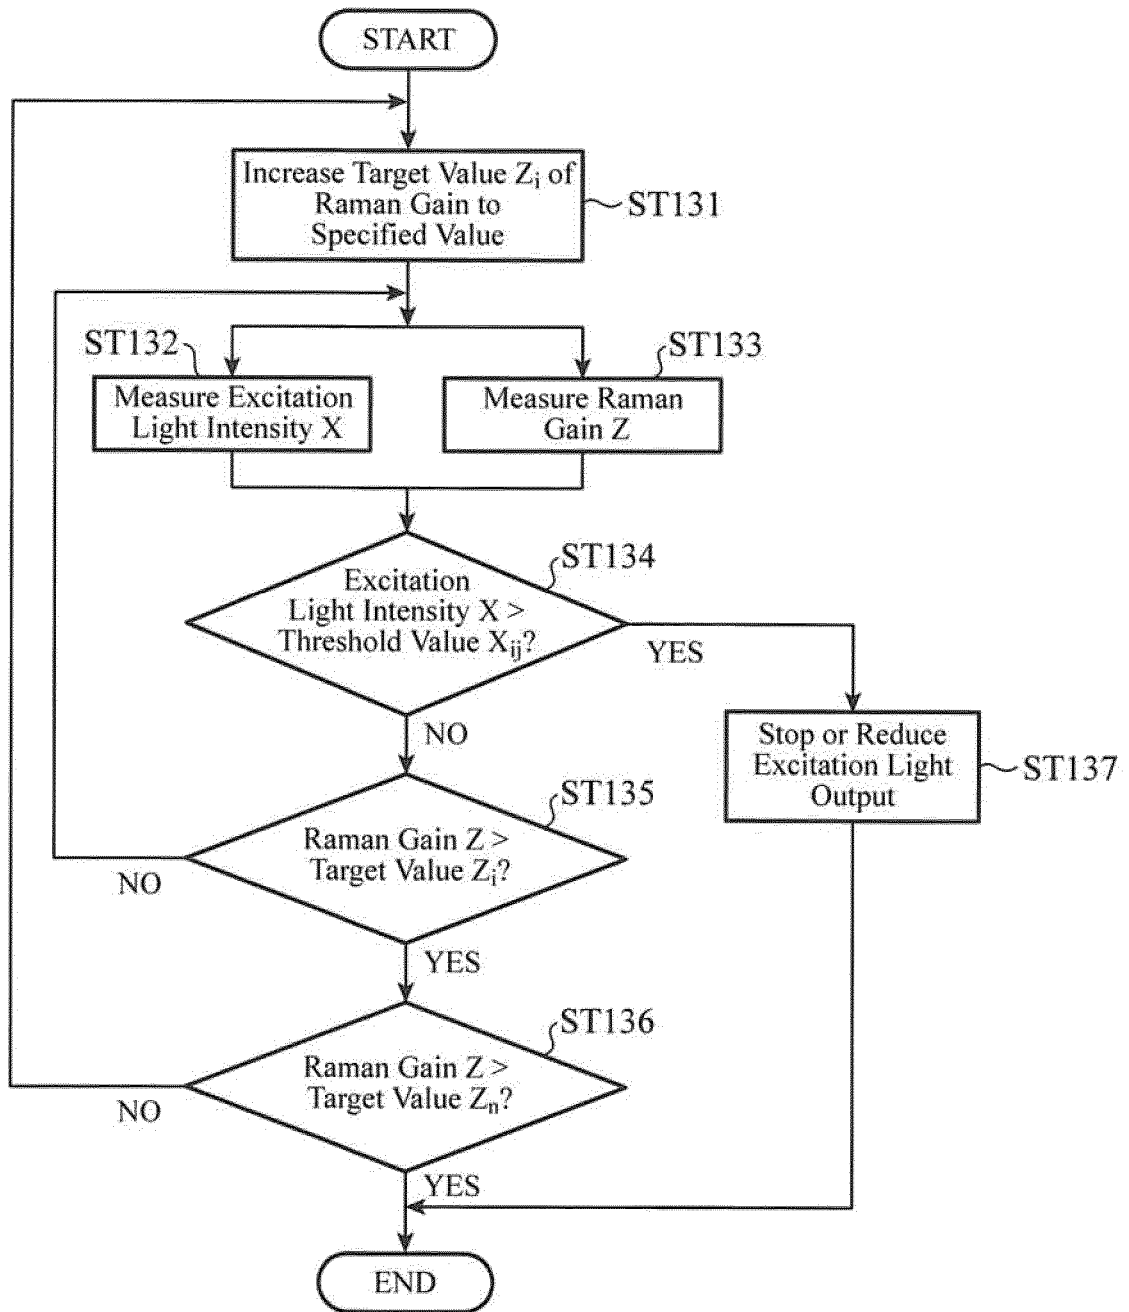 START
Increase Target Value Zi of
Raman Gain to
Specified Value
ST131
ST132
Measure Excitation
Light Intensity X
ST133
Measure Raman
Gain Z
ST134
Excitation
Light Intensity X >
Threshold Value Xij?
YES
NO
Stop or Reduce
Excitation Light
Output
ST137
ST135
Raman Gain Z >
Target Value Zi?
NO
YES
ST136
Raman Gain Z >
Target Value Zn?
NO
YES
END